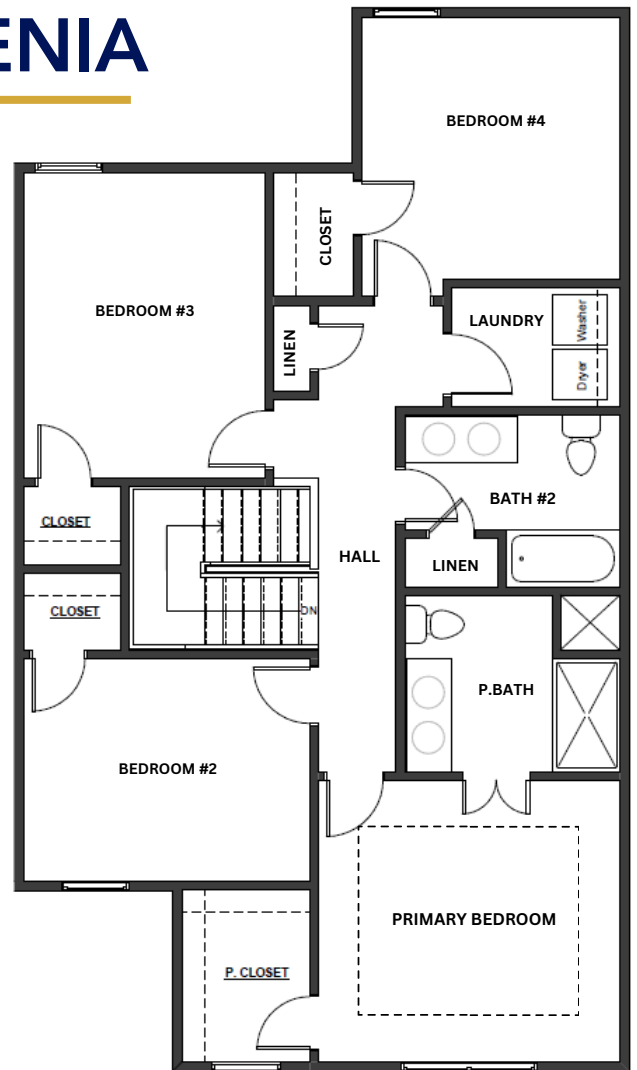 ENIA
BEDROOM #4
CLOSET
BEDROOM #3
LINEN
LAUNDRY
Washer
Dryer
BATH #2
CLOSET
HALL
LINEN
CLOSET
DN
P.BATH
BEDROOM #2
PRIMARY BEDROOM
P. CLOSET